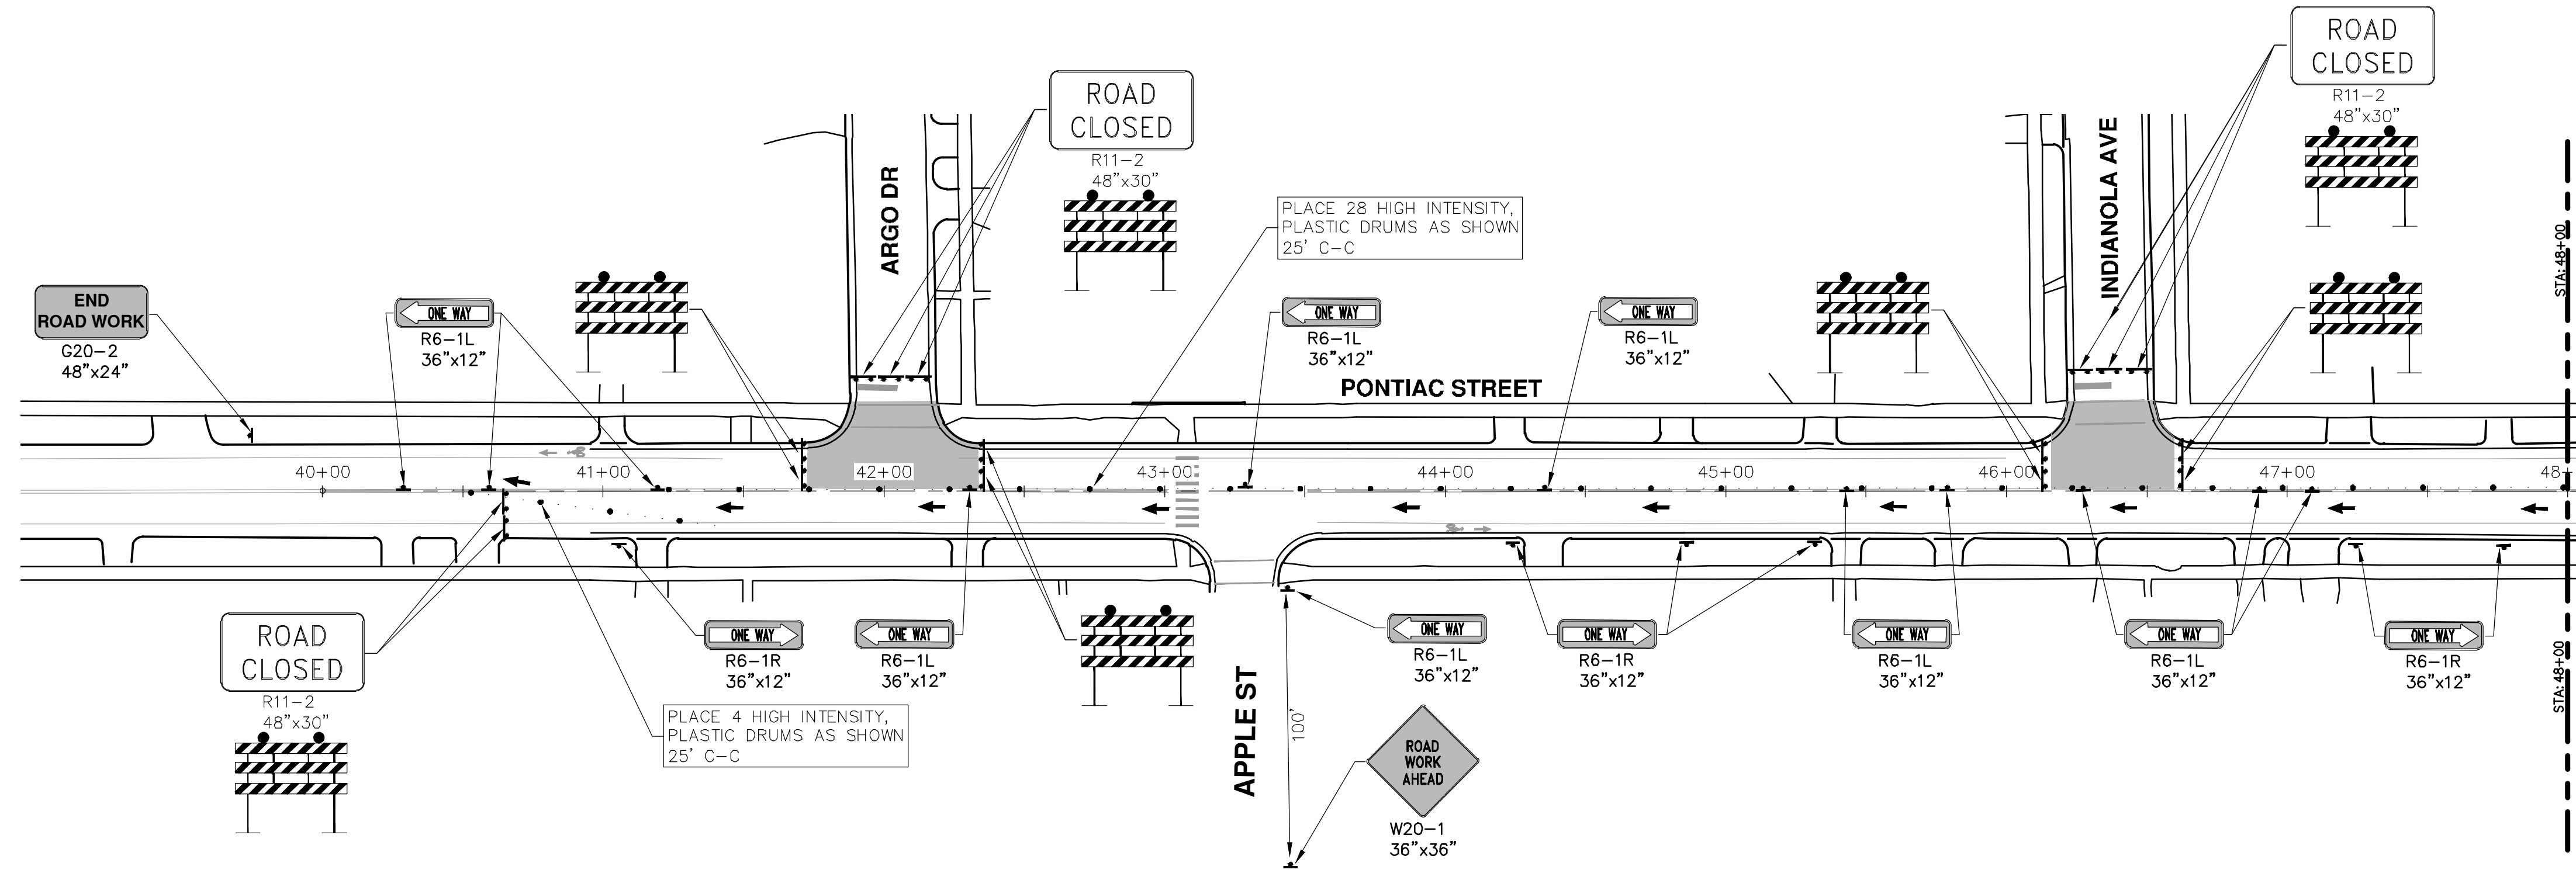 ROAD
CLOSED
R11-2
48"x30"
ROAD
CLOSED
R11-2
48"x30"
ARGO DR
INDIANOLA AVE
PLACE 28 HIGH INTENSITY,
PLASTIC DRUMS AS SHOWN
25' C-C
STA: 48+00
END
ROAD WORK
G20-2
48"x24"
ONE WAY
R6-1L
36"x12"
ONE WAY
R6-1L
36"x12"
ONE WAY
R6-1L
36"x12"
PONTIAC STREET
40+00
41+00
42+00
43+00
44+00
45+00
46+00
47+00
48+
ROAD
CLOSED
R11-2
48"x30"
ONE WAY
R6-1R
36"x12"
ONE WAY
R6-1L
36"x12"
ONE WAY
R6-1L
36"x12"
ONE WAY
R6-1R
36"x12"
ONE WAY
R6-1L
36"x12"
ONE WAY
R6-1L
36"x12"
ONE WAY
R6-1R
36"x12"
STA: 48+00
PLACE 4 HIGH INTENSITY,
PLASTIC DRUMS AS SHOWN
25' C-C
APPLE ST
100'
ROAD
WORK
AHEAD
W20-1
36"x36"